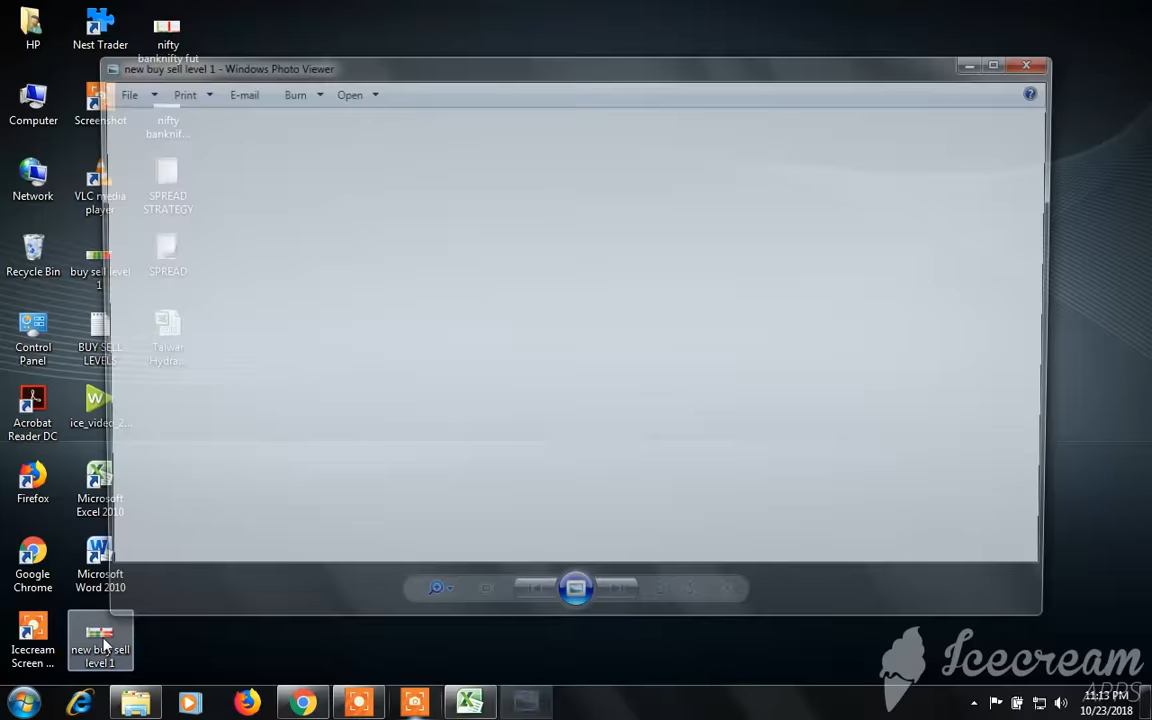 HP
Nest Trader
nifty
banknifty fut
new buy sell level 1 - Windows Photo Viewer
File
Print
E-mail
Burn
Open
Computer
Screenshot
nifty
banknif...
Network
VLC media
player
SPREAD
STRATEGY
Recycle Bin
buy sell level
1
SPREAD
Control
Panel
BUY SELL
LEVELS
Taiwan
Hydra...
Acrobat
Reader DC
ice_video_2...
Firefox
Microsoft
Excel 2010
Google
Chrome
Microsoft
Word 2010
Icecream
Screen ...
new buy sell
level 1
Icecream
APPS
11:13 PM
10/23/2018